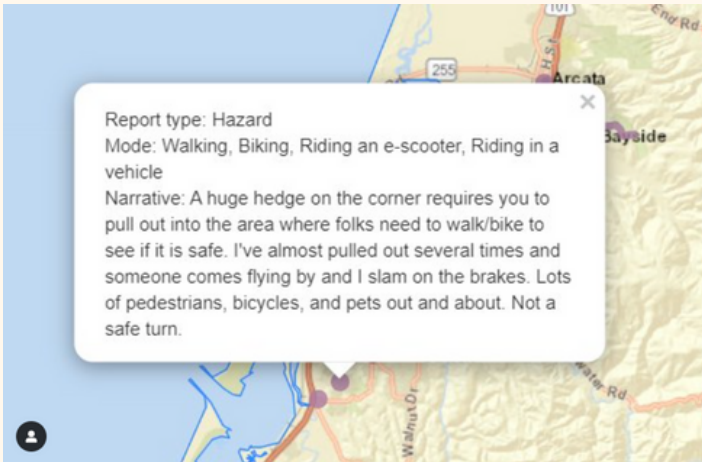 101
Rd
H St
255
Arcata
×
Bayside
Report type: Hazard
Mode: Walking, Biking, Riding an e-scooter, Riding in a
vehicle
Narrative: A huge hedge on the corner requires you to
pull out into the area where folks need to walk/bike to
see if it is safe. I've almost pulled out several times and
someone comes flying by and I slam on the brakes. Lots
of pedestrians, bicycles, and pets out and about. Not a
safe turn.
Rd
Walnut Dr